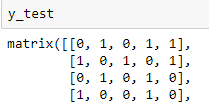 y_test
matrix([[0, 1, 0, 1, 1],
[1, 0, 1, 0, 1],
[0, 1, 0, 1, 0],
[1, 0, 0, 1, 0],